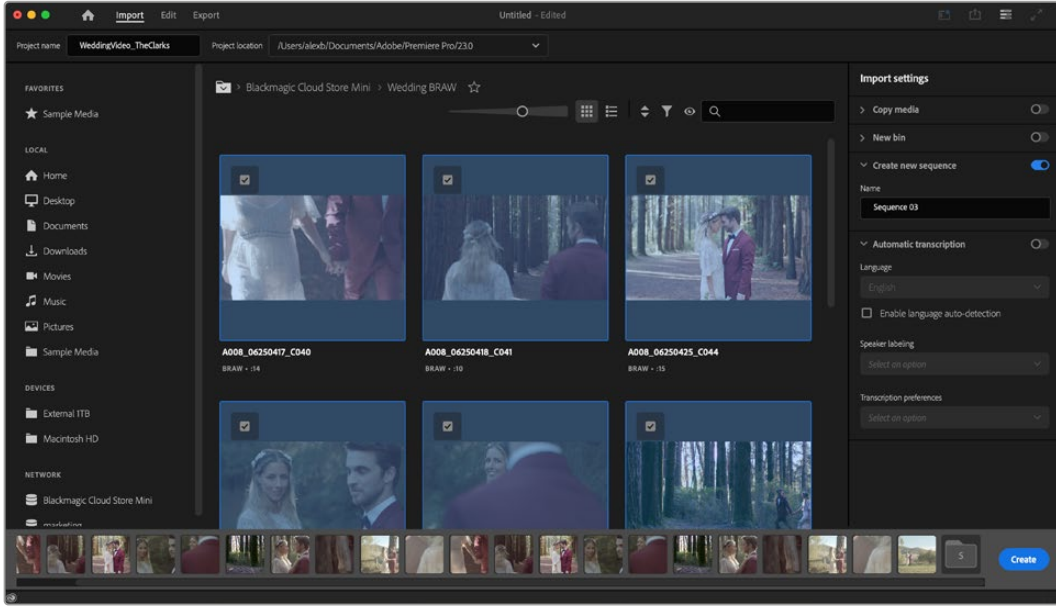 Import Edit Export Untitled - Edited
Project name WeddingVideo_TheClarks Project location /Users/alexb/Documents/Adobe/Premiere Pro/23.0
FAVORITES
Sample Media
LOCAL
Home
Desktop
Documents
Downloads
Movies
Music
Pictures
Sample Media
DEVICES
External 1TB
Macintosh HD
NETWORK
Blackmagic Cloud Store Mini
marketing
Blackmagic Cloud Store Mini > Wedding BRAW
A008_06250417_C040
BRAW • :14
A008_06250418_C041
BRAW • :10
A008_06250425_C044
BRAW • :15
Import settings
Copy media
New bin
Create new sequence
Name
Sequence 03
Automatic transcription
Language
English
Enable language auto-detection
Speaker labeling
Select an option
Transcription preferences
Select an option
S
Create